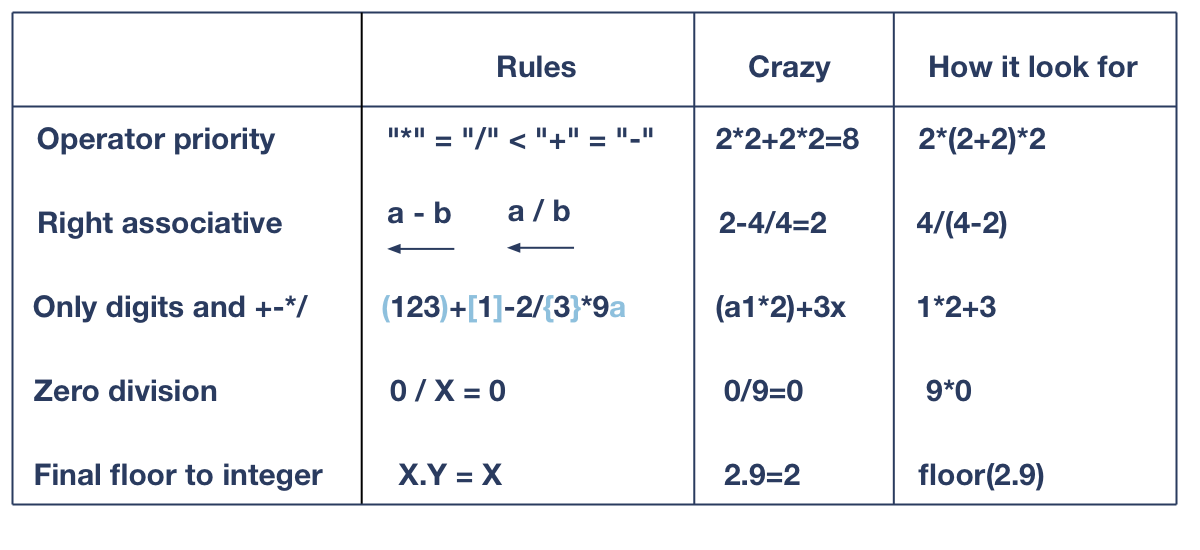 Rules Crazy How it look for
Operator priority "*" = "/" < "+" = "-" 2*2+2*2=8 2*(2+2)*2
Right associative a - b a / b 2-4/4=2 4/(4-2)
Only digits and +-*/ (123)+[1]-2/{3}*9a (a1*2)+3x 1*2+3
Zero division 0 / X = 0 0/9=0 9*0
Final floor to integer X.Y = X 2.9=2 floor(2.9)